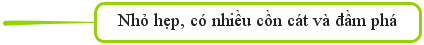 Nhỏ hẹp, có nhiều cồn cát và đầm phá